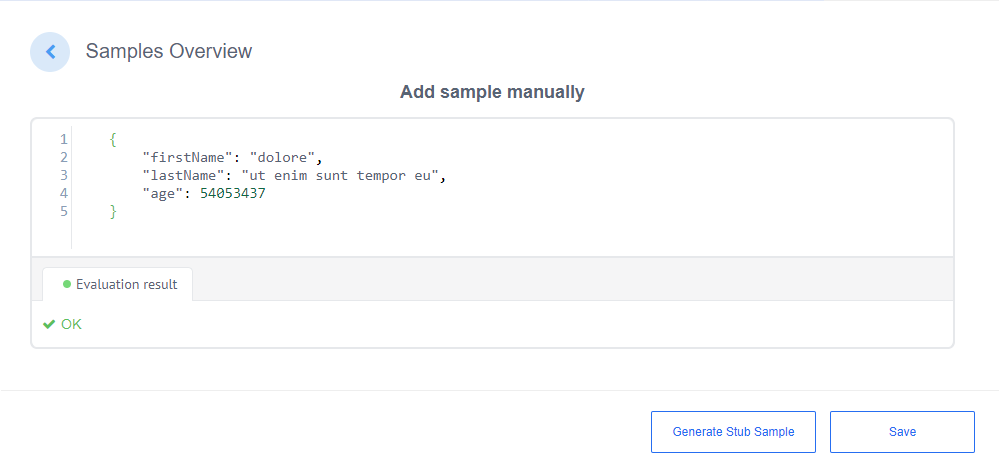 Samples Overview
Add sample manually
1 {
2 "firstName": "dolore",
3 "lastName": "ut enim sunt tempor eu",
4 "age": 54053437
5 }
Evaluation result
OK
Generate Stub Sample
Save